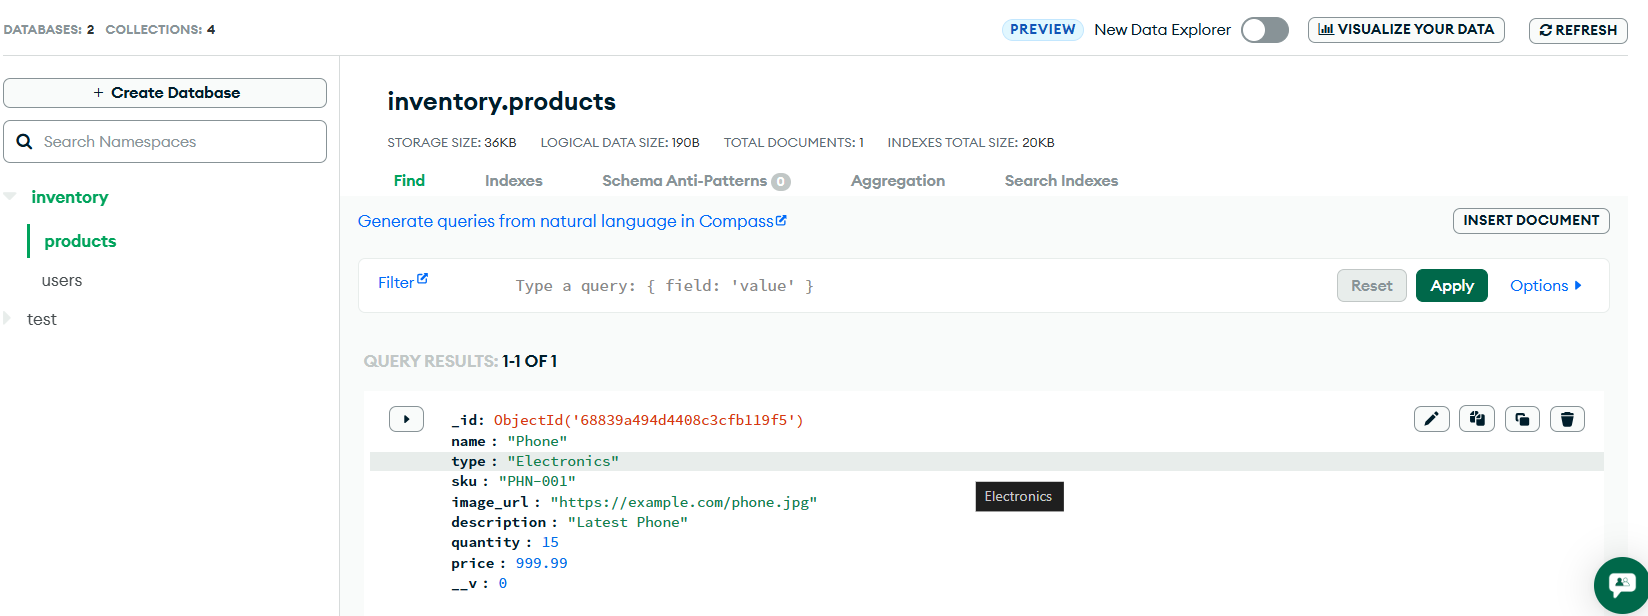 DATABASES: 2 COLLECTIONS: 4
PREVIEW New Data Explorer VISUALIZE YOUR DATA REFRESH
+ Create Database
Search Namespaces
inventory
products
users
test
inventory.products
STORAGE SIZE: 36KB LOGICAL DATA SIZE: 190B TOTAL DOCUMENTS: 1 INDEXES TOTAL SIZE: 20KB
Find Indexes Schema Anti-Patterns 0 Aggregation Search Indexes
Generate queries from natural language in Compass
INSERT DOCUMENT
Filter Type a query: { field: 'value' } Reset Apply Options
QUERY RESULTS: 1-1 OF 1
_id: ObjectId('68839a494d4408c3cfb119f5')
name : "Phone"
type : "Electronics"
sku : "PHN-001"
Electronics
image_url : "https://example.com/phone.jpg"
description : "Latest Phone"
quantity : 15
price : 999.99
__v : 0